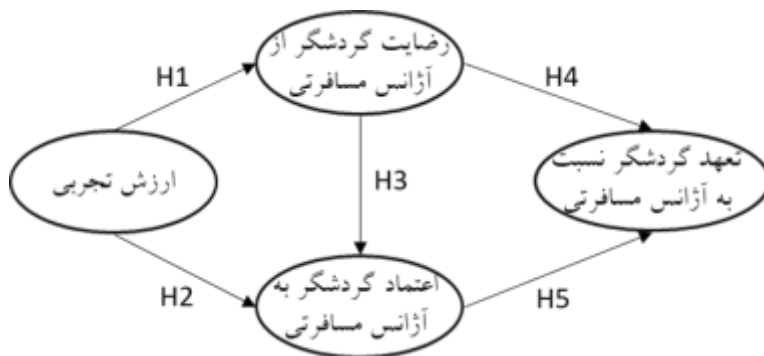 رضایت گردشگر از
آژانس مسافرتی
H1
H4
ارزش تجربی
H3
تعهد گردشگر نسبت
به آژانس مسافرتی
H2
اعتماد گردشگر به
آژانس مسافرتی
H5